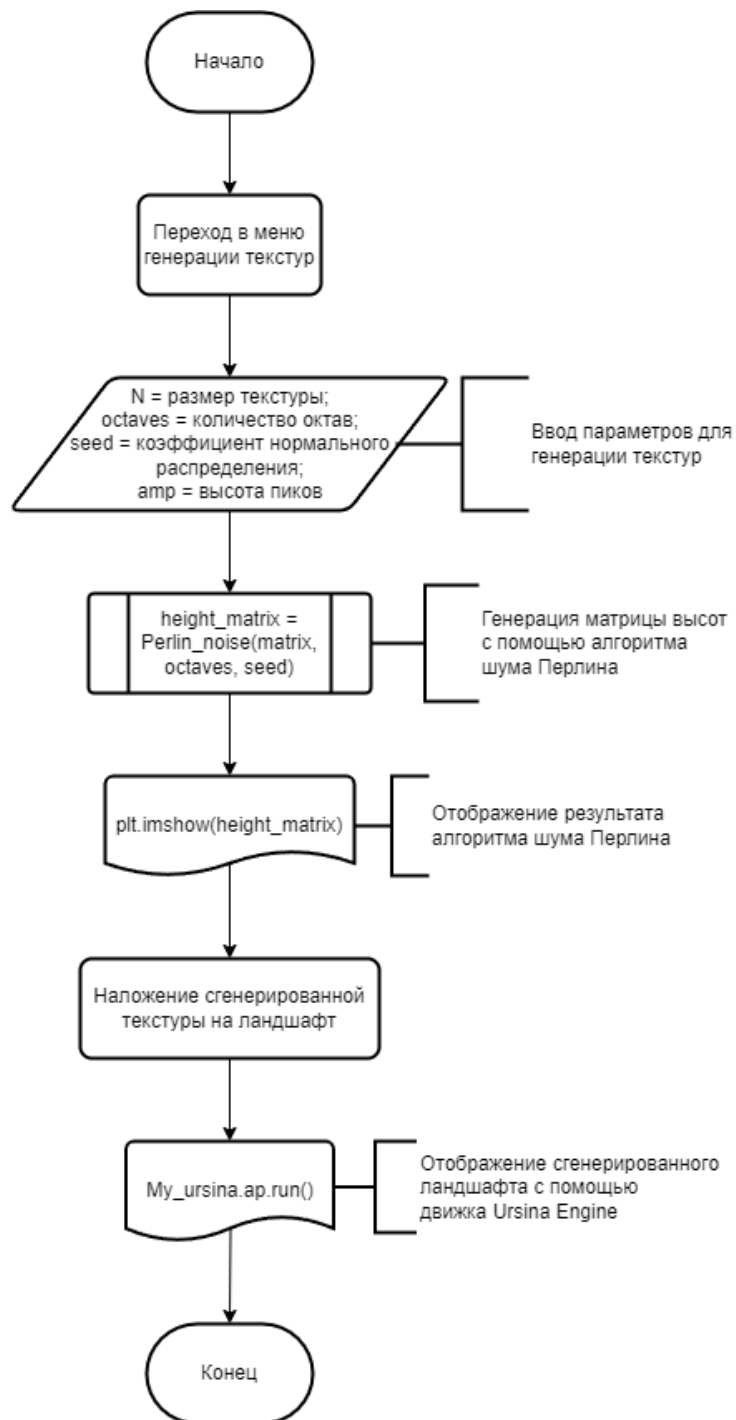 Начало
Переход в меню
генерации текстур
N = размер текстуры;
octaves = количество октав;
seed = коэффициент нормального
распределения;
amp = высота пиков
Ввод параметров для
генерации текстур
height_matrix =
Perlin_noise(matrix,
octaves, seed)
Генерация матрицы высот
с помощью алгоритма
шума Перлина
plt.imshow(height_matrix)
Отображение результата
алгоритма шума Перлина
Наложение сгенерированной
текстуры на ландшафт
My_ursina.ap.run()
Отображение сгенерированного
ландшафта с помощью
движка Ursina Engine
Конец